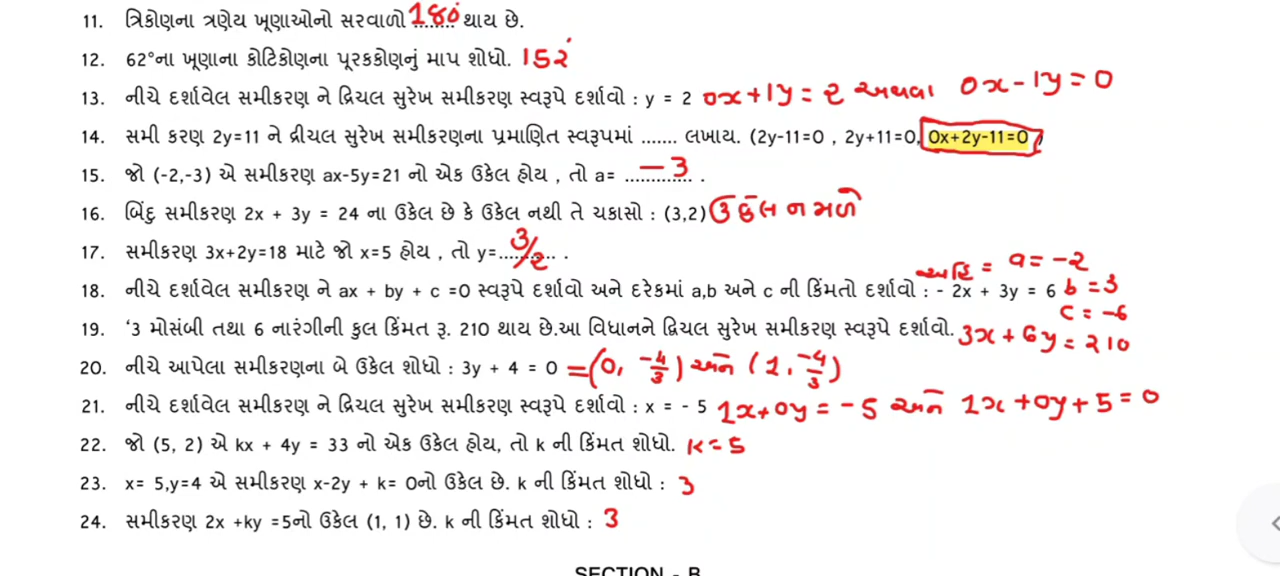 11. ત્રિકોણના ત્રણેય ખૂણાઓનો સરવાળો ........ થાય છે. 180°
12. 62°ના ખૂણાના કોટિકોણના પૂરકકોણનું માપ શોધો. 152°
13. નીચે દર્શાવેલ સમીકરણ ને દ્વિચલ સુરેખ સમીકરણ સ્વરૂપે દર્શાવો : y = 2 0x+1y=2 અથવા 0x-1y=0
14. સમી કરણ 2y=11 ને દ્રીચલ સુરેખ સમીકરણના પ્રમાણિત સ્વરૂપમાં ....... લખાય. (2y-11=0 , 2y+11=0, 0x+2y-11=0 )
15. જો (-2,-3) એ સમીકરણ ax-5y=21 નો એક ઉકેલ હોય , તો a= ............. . -3
16. બિંદુ સમીકરણ 2x + 3y = 24 ના ઉકેલ છે કે ઉકેલ નથી તે ચકાસો : (3,2) ઉકેલ ન મળે
17. સમીકરણ 3x+2y=18 માટે જો x=5 હોય , તો y=........... . 3/2
18. નીચે દર્શાવેલ સમીકરણ ને ax + by + c =0 સ્વરૂપે દર્શાવો અને દરેકમાં a,b અને c ની કિંમતો દર્શાવો : - 2x + 3y = 6 અહિ = a=-2 b=3 c=-6
19. ‘3 મોસંબી તથા 6 નારંગીની કુલ કિંમત રૂ. 210 થાય છે.આ વિધાનને દ્વિચલ સુરેખ સમીકરણ સ્વરૂપે દર્શાવો. 3x+6y=210
20. નીચે આપેલા સમીકરણના બે ઉકેલ શોધો : 3y + 4 = 0 =(0, -4/3) અને (1, -4/3)
21. નીચે દર્શાવેલ સમીકરણ ને દ્વિચલ સુરેખ સમીકરણ સ્વરૂપે દર્શાવો : x = - 5 1x+0y=-5 અને 1x+0y+5=0
22. જો (5, 2) એ kx + 4y = 33 નો એક ઉકેલ હોય, તો k ની કિંમત શોધો. K=5
23. x= 5,y=4 એ સમીકરણ x-2y + k= 0નો ઉકેલ છે. k ની કિંમત શોધો : 3
24. સમીકરણ 2x +ky =5નો ઉકેલ (1, 1) છે. k ની કિંમત શોધો : 3
SECTION - B